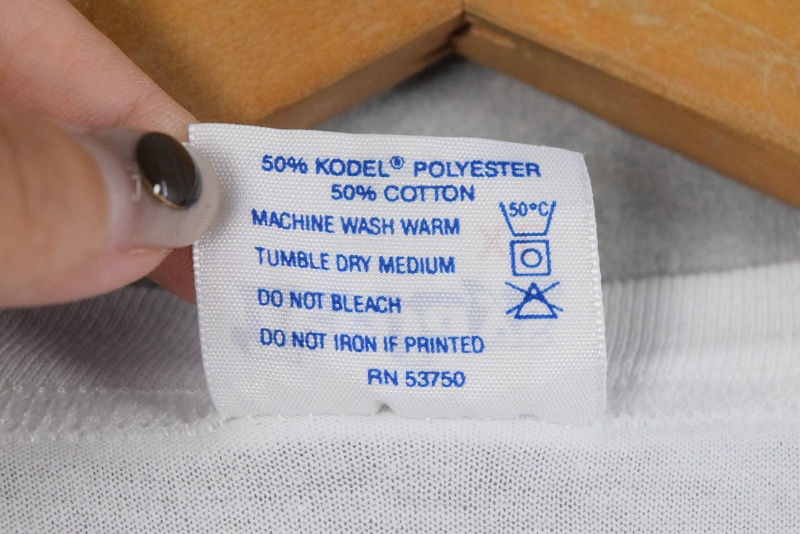 50% KODEL® POLYESTER
50% COTTON
MACHINE WASH WARM
50°C
TUMBLE DRY MEDIUM
DO NOT BLEACH
DO NOT IRON IF PRINTED
RN 53750